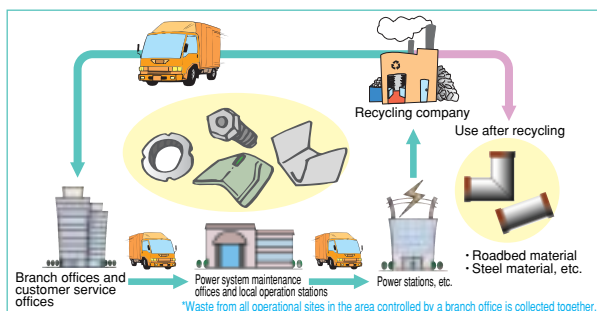 Recycling company
Use after recycling
・Roadbed material
・Steel material, etc.
Branch offices and
customer service
offices
Power system maintenance
offices and local operation stations
Power stations, etc.
*Waste from all operational sites in the area controlled by a branch office is collected together.